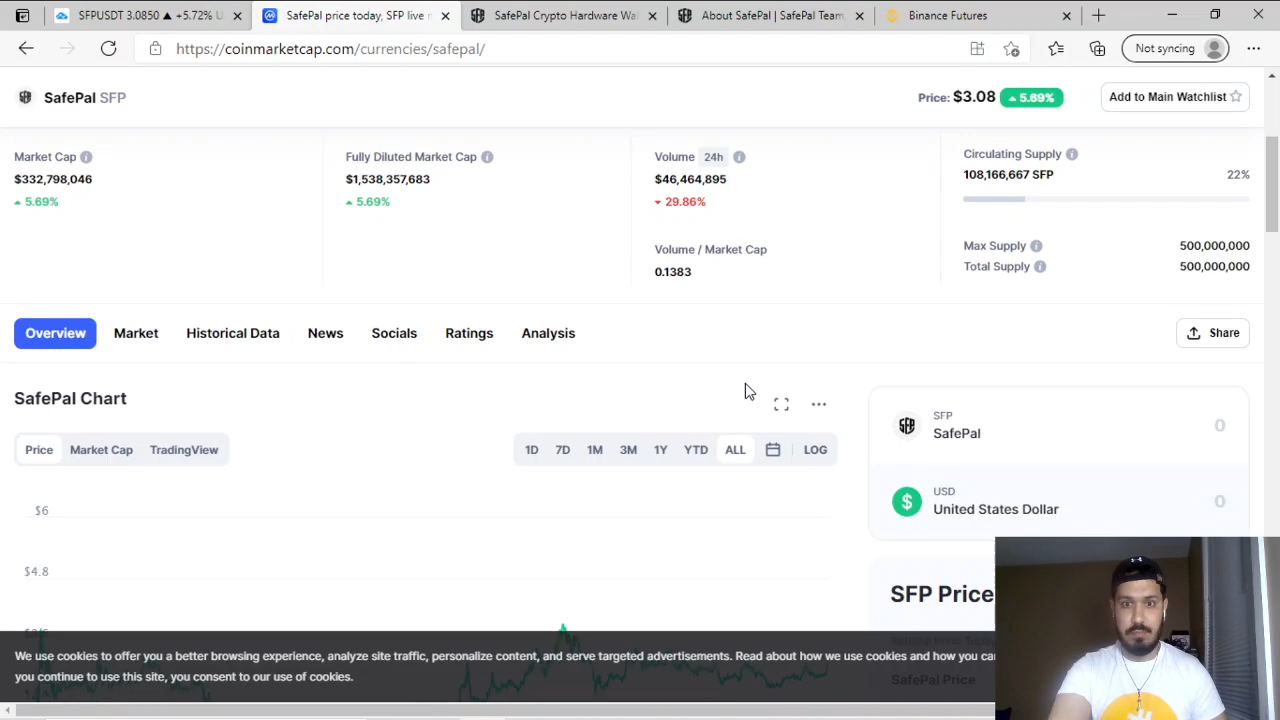 SFPUSDT 3.0850 ▲ +5.72% U
SafePal price today, SFP live m
SafePal Crypto Hardware Wal
About SafePal | SafePal Team,
Binance Futures
https://coinmarketcap.com/currencies/safepal/
Not syncing
SafePal SFP
Price: $3.08 5.69%
Add to Main Watchlist
Market Cap
$332,798,046
5.69%
Fully Diluted Market Cap
$1,538,357,683
5.69%
Volume 24h
$46,464,895
29.86%
Volume / Market Cap
0.1383
Circulating Supply
108,166,667 SFP 22%
Max Supply 500,000,000
Total Supply 500,000,000
Overview Market Historical Data News Socials Ratings Analysis
Share
SafePal Chart
Price Market Cap TradingView
1D 7D 1M 3M 1Y YTD ALL LOG
$6
$4.8
SFP
SafePal
0
USD
United States Dollar
0
SFP Price
We use cookies to offer you a better browsing experience, analyze site traffic, personalize content, and serve targeted advertisements. Read about how we use cookies and how you can
you continue to use this site, you consent to our use of cookies.
SafePal Price